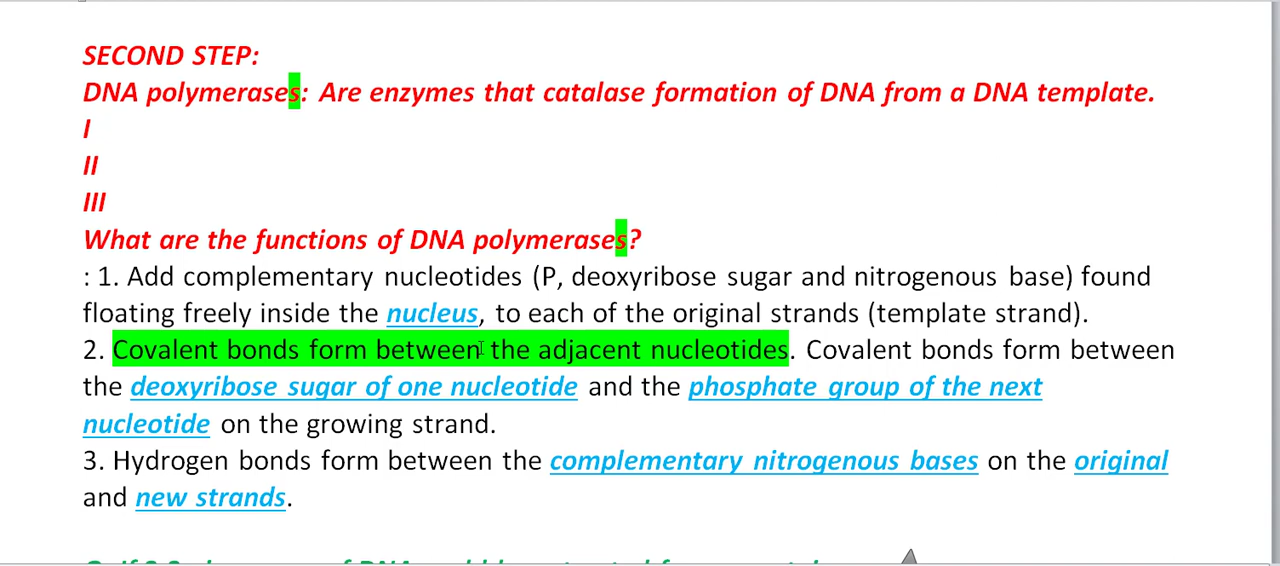 SECOND STEP:
DNA polymerases: Are enzymes that catalase formation of DNA from a DNA template.
I
II
III
What are the functions of DNA polymerases?
: 1. Add complementary nucleotides (P, deoxyribose sugar and nitrogenous base) found
floating freely inside the nucleus, to each of the original strands (template strand).
2. Covalent bonds form between the adjacent nucleotides. Covalent bonds form between
the deoxyribose sugar of one nucleotide and the phosphate group of the next
nucleotide on the growing strand.
3. Hydrogen bonds form between the complementary nitrogenous bases on the original
and new strands.